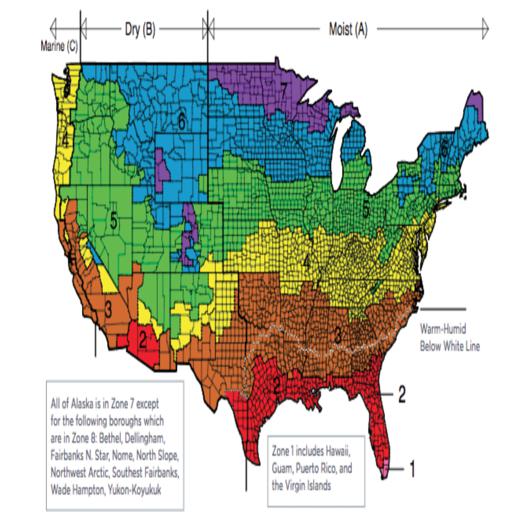 Marine (C)
Dry (B)
Moist (A)
7
6
6
4
5
5
4
3
3
2
2
2
1
Warm-Humid
Below White Line
All of Alaska is in Zone 7 except
for the following boroughs which
are in Zone 8: Bethel, Dellingham,
Fairbanks N. Star, Nome, North Slope,
Northwest Arctic, Southest Fairbanks,
Wade Hampton, Yukon-Koyukuk
Zone 1 includes Hawaii,
Guam, Puerto Rico, and
the Virgin Islands